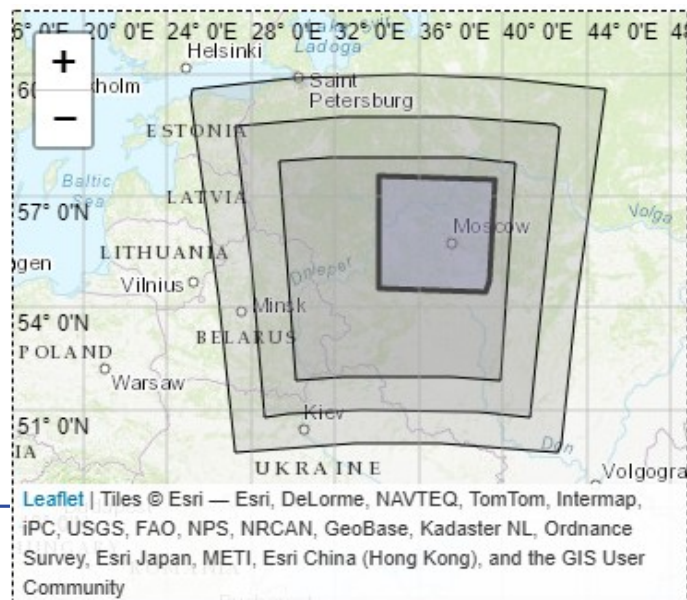 20° 0'E 24° 0'E 28° 0'E 32° 0'E 36° 0'E 40° 0'E 44° 0'E
+
−
Helsinki
Ladoga
Saint
Petersburg
ESTONIA
Baltic
Sea
LATVIA
57° 0'N
Moscow
Volga
LITHUANIA
Dnieper
Vilnius
Minsk
54° 0'N
BELARUS
POLAND
Warsaw
51° 0'N
Kiev
Don
UKRAINE
Leaflet | Tiles © Esri — Esri, DeLorme, NAVTEQ, TomTom, Intermap,
iPC, USGS, FAO, NPS, NRCAN, GeoBase, Kadaster NL, Ordnance
Survey, Esri Japan, METI, Esri China (Hong Kong), and the GIS User
Community